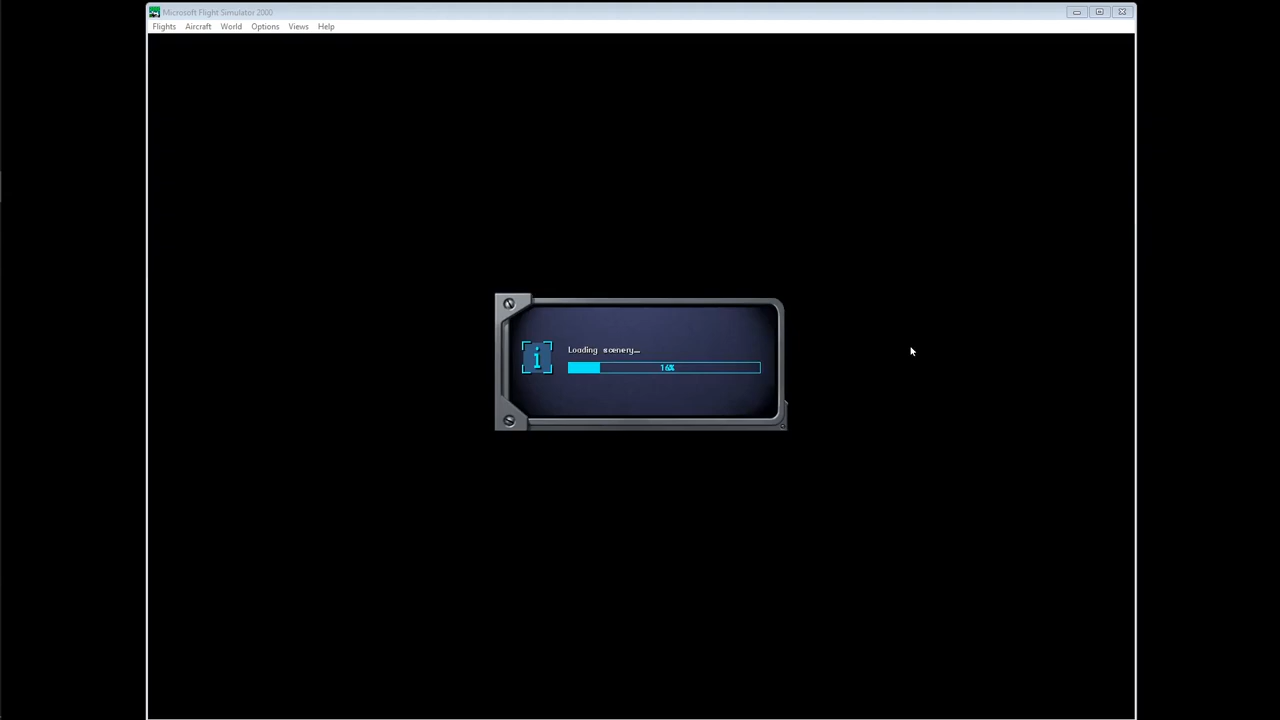 Microsoft Flight Simulator 2000
Flights Aircraft World Options Views Help
Loading scenery...
16%